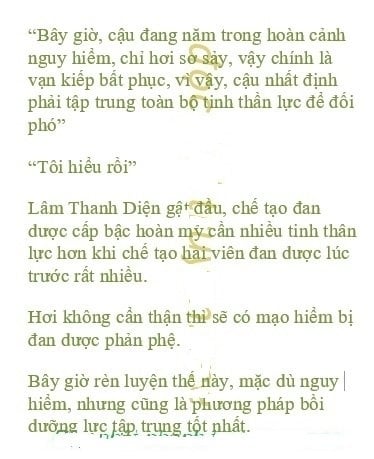 “Bây giờ, cậu đang năm trong hoàn cảnh
nguy hiểm, chỉ hơi sơ sảy, vậy chính là
vạn kiếp bất phục, vì vậy, cậu nhất định
phải tập trung toàn bộ tinh thần lực để đối
phó”
“Tôi hiểu rồi”
Lâm Thanh Diện gật đầu, chế tạo đan
dược cấp bậc hoàn mỹ cần nhiều tinh thân
lực hơn khi chế tạo hai viên đan dược lúc
trước rất nhiều.
Hơi không cẩn thận thì sẽ có mạo hiểm bị
đan dược phản phệ.
Bây giờ rèn luyện thế này, mặc dù nguy
hiểm, nhưng cũng là phương pháp bồi
dưỡng lực tập trung tốt nhất.